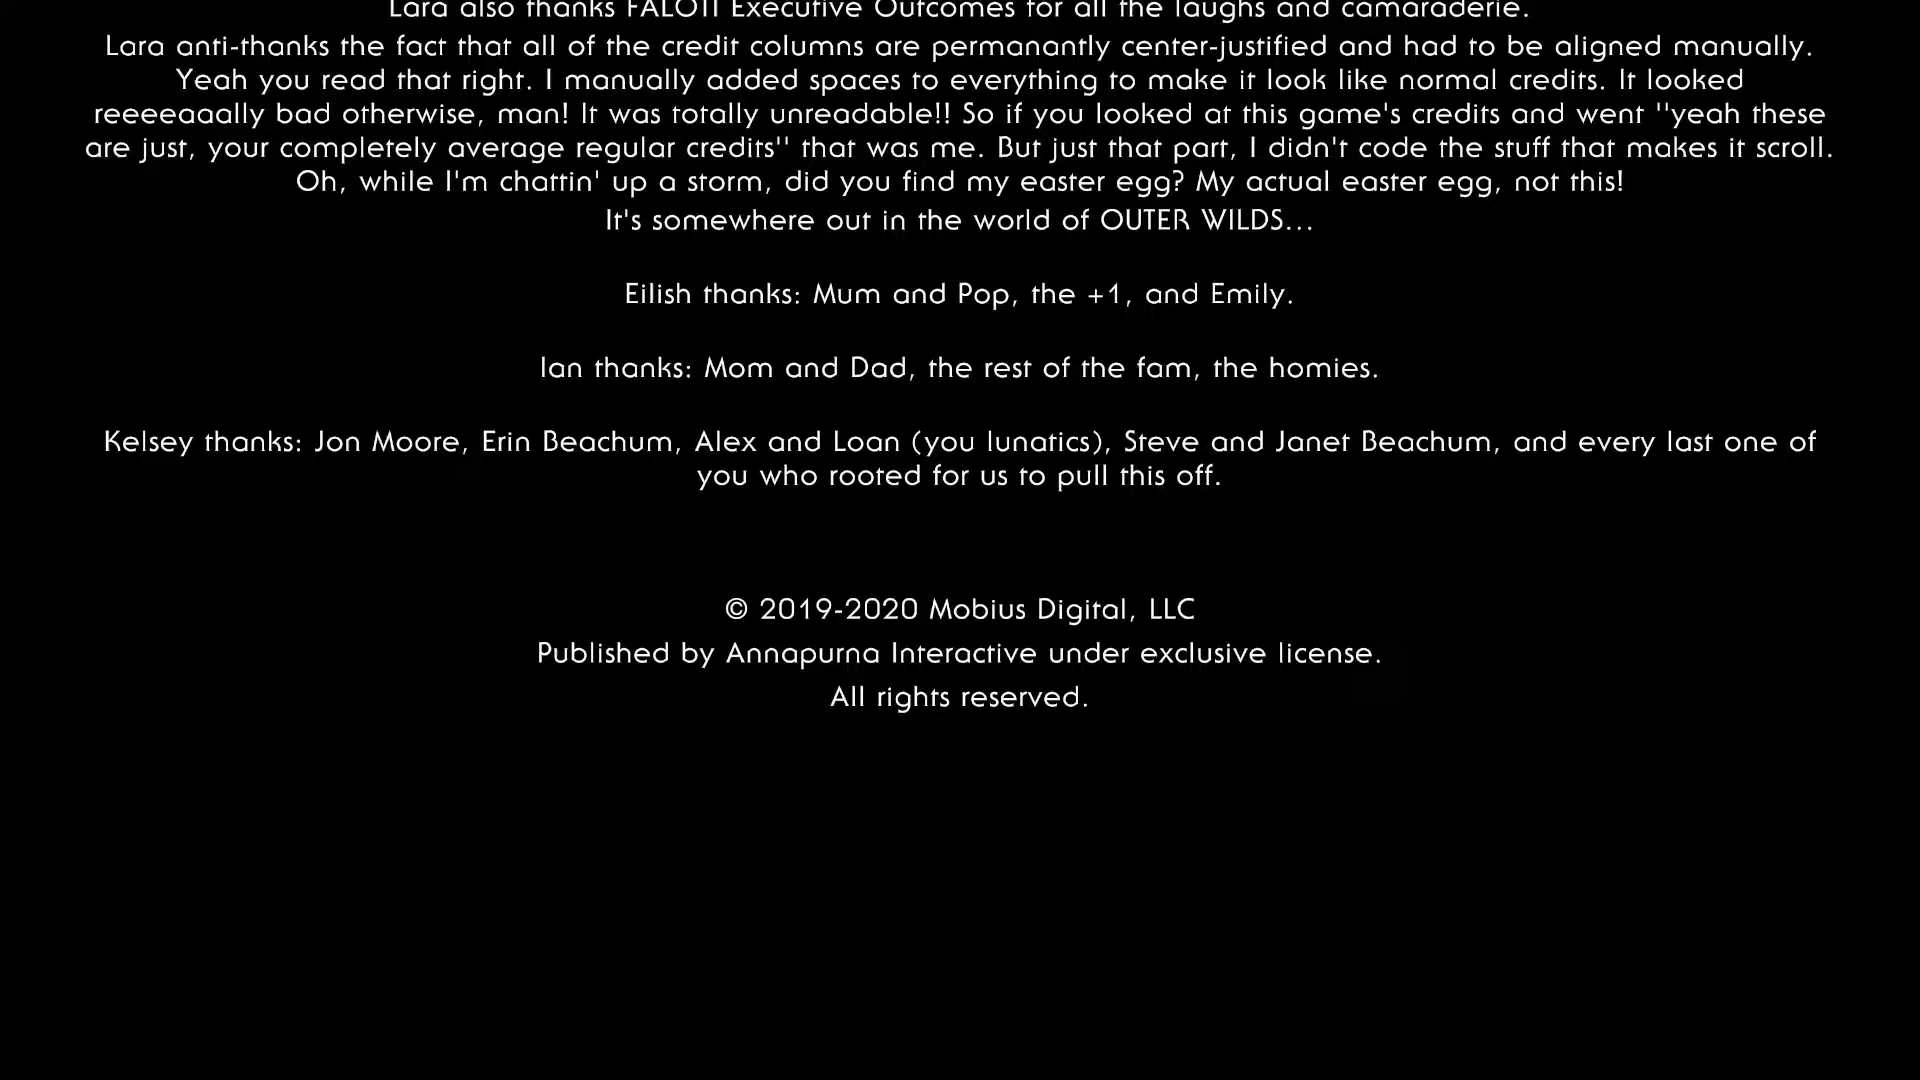 Lara also thanks FALOTI Executive Outcomes for all the laughs and camaraderie.
Lara anti-thanks the fact that all of the credit columns are permanantly center-justified and had to be aligned manually.
Yeah you read that right. I manually added spaces to everything to make it look like normal credits. It looked
reeeeaaally bad otherwise, man! It was totally unreadable!! So if you looked at this game's credits and went "yeah these
are just, your completely average regular credits" that was me. But just that part, I didn't code the stuff that makes it scroll.
Oh, while I'm chattin' up a storm, did you find my easter egg? My actual easter egg, not this!
It's somewhere out in the world of OUTER WILDS...
Eilish thanks: Mum and Pop, the +1, and Emily.
Ian thanks: Mom and Dad, the rest of the fam, the homies.
Kelsey thanks: Jon Moore, Erin Beachum, Alex and Loan (you lunatics), Steve and Janet Beachum, and every last one of
you who rooted for us to pull this off.
© 2019-2020 Mobius Digital, LLC
Published by Annapurna Interactive under exclusive license.
All rights reserved.